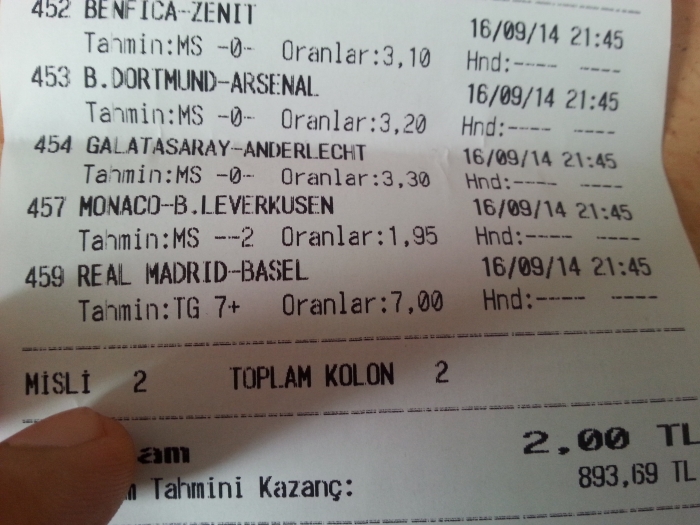 452 BENFICA-ZENIT 16/09/14 21:45
Tahmin:MS -0- Oranlar:3,10 Hnd:---- ----
453 B.DORTMUND-ARSENAL 16/09/14 21:45
Tahmin:MS -0- Oranlar:3,20 Hnd:---- ----
454 GALATASARAY-ANDERLECHT 16/09/14 21:45
Tahmin:MS -0- Oranlar:3,30 Hnd:---- ----
457 MONACO-B.LEVERKUSEN 16/09/14 21:45
Tahmin:MS --2 Oranlar:1,95 Hnd:---- ----
459 REAL MADRID-BASEL 16/09/14 21:45
Tahmin:TG 7+ Oranlar:7,00 Hnd:---- ----
MİSLİ 2 TOPLAM KOLON 2
am 2.00 TL
Tahmini Kazanç: 893,69 TL